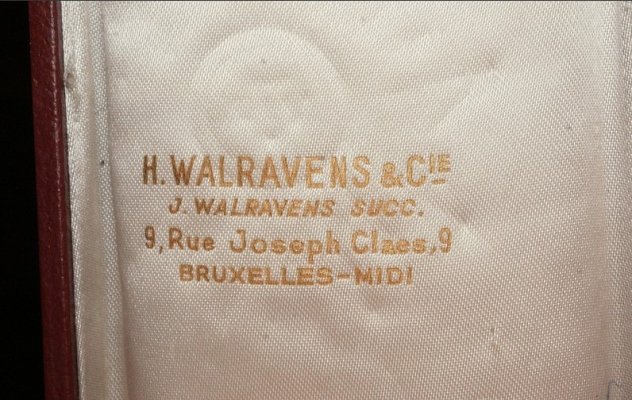 H. WALRAVENS & CIE
J. WALRAVENS SUCC.
9, Rue Joseph Claes, 9
BRUXELLES-MIDI